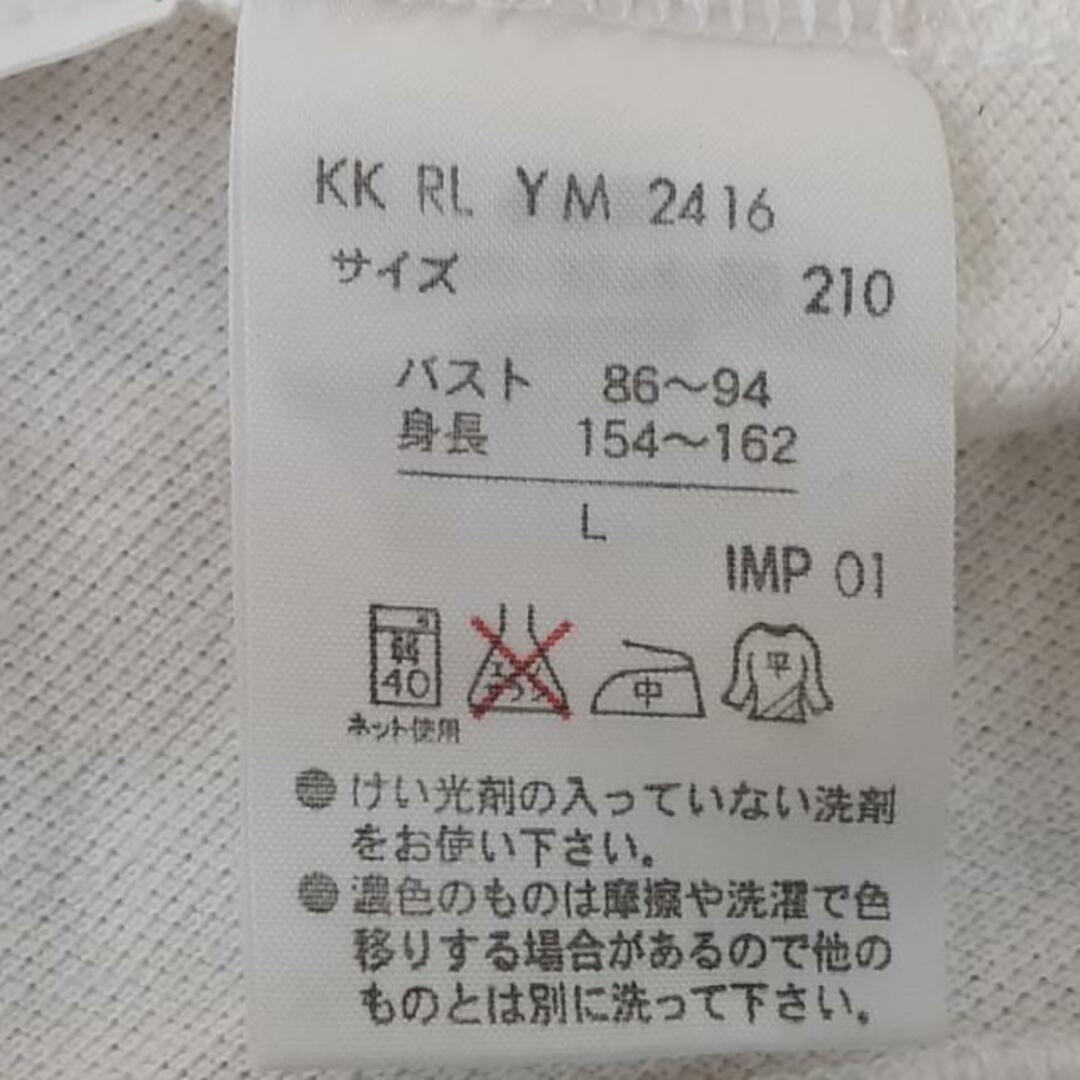 KK RL YM 2416
サイズ 210
バスト 86～94
身長 154～162
L
IMP 01
弱 40 中 平
ネット使用
けい光剤の入っていない洗剤
をお使い下さい。
濃色のものは摩擦や洗濯で色
移りする場合があるので他の
ものとは別に洗って下さい。